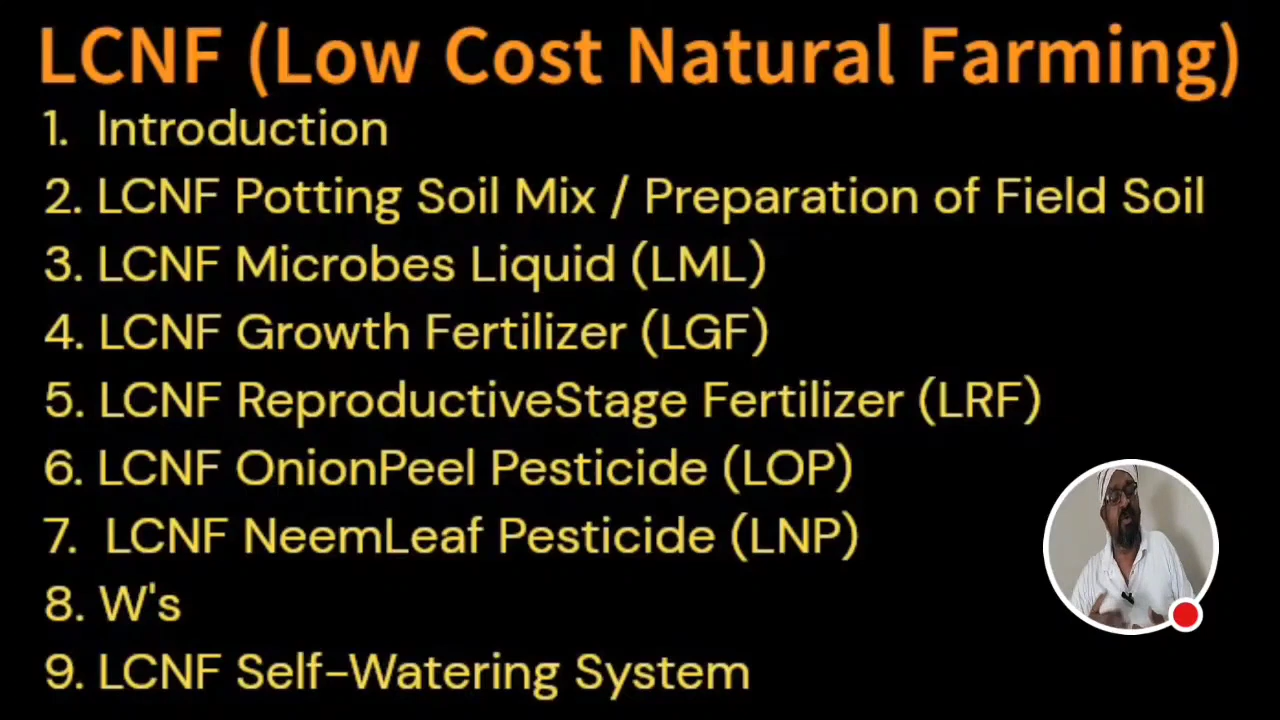 LCNF (Low Cost Natural Farming)
1. Introduction
2. LCNF Potting Soil Mix / Preparation of Field Soil
3. LCNF Microbes Liquid (LML)
4. LCNF Growth Fertilizer (LGF)
5. LCNF ReproductiveStage Fertilizer (LRF)
6. LCNF OnionPeel Pesticide (LOP)
7. LCNF NeemLeaf Pesticide (LNP)
8. W's
9. LCNF Self-Watering System